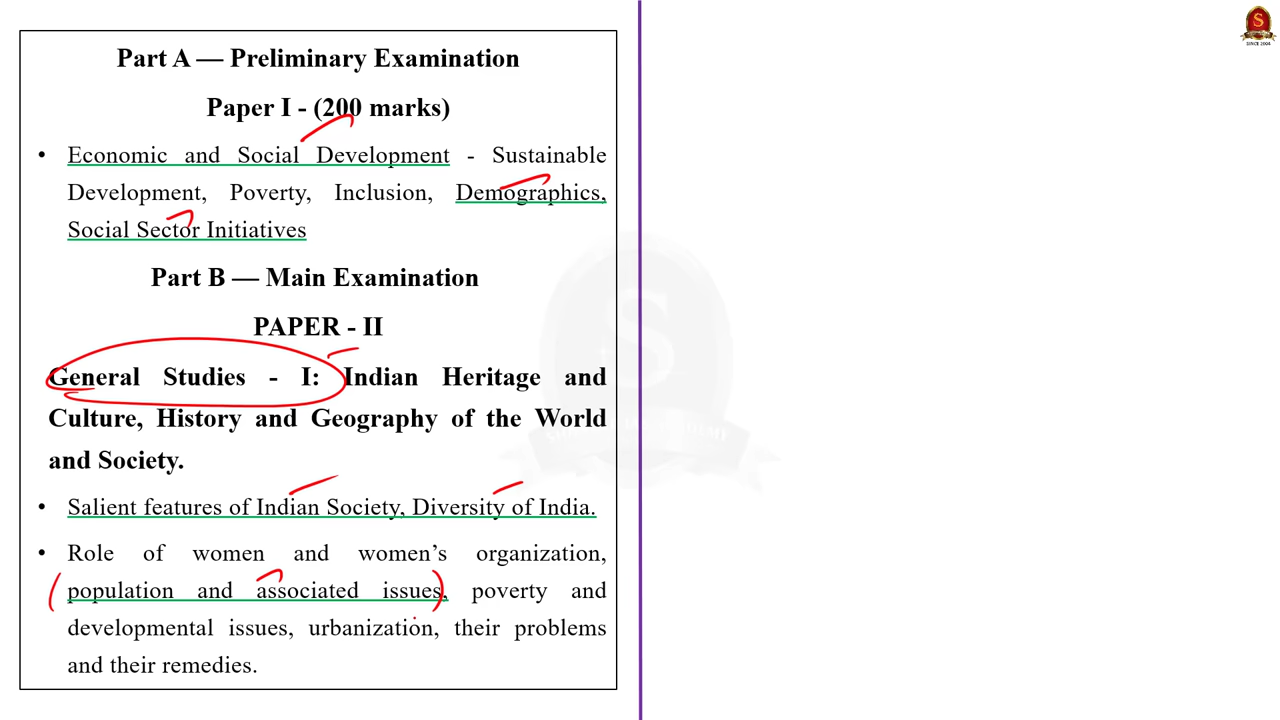 Part A — Preliminary Examination
Paper I - (200 marks)
• Economic and Social Development - Sustainable
Development, Poverty, Inclusion, Demographics,
Social Sector Initiatives
Part B — Main Examination
PAPER - II
General Studies - I: Indian Heritage and
Culture, History and Geography of the World
and Society.
• Salient features of Indian Society, Diversity of India.
• Role of women and women’s organization,
population and associated issues, poverty and
developmental issues, urbanization, their problems
and their remedies.
S
SINCE 2004